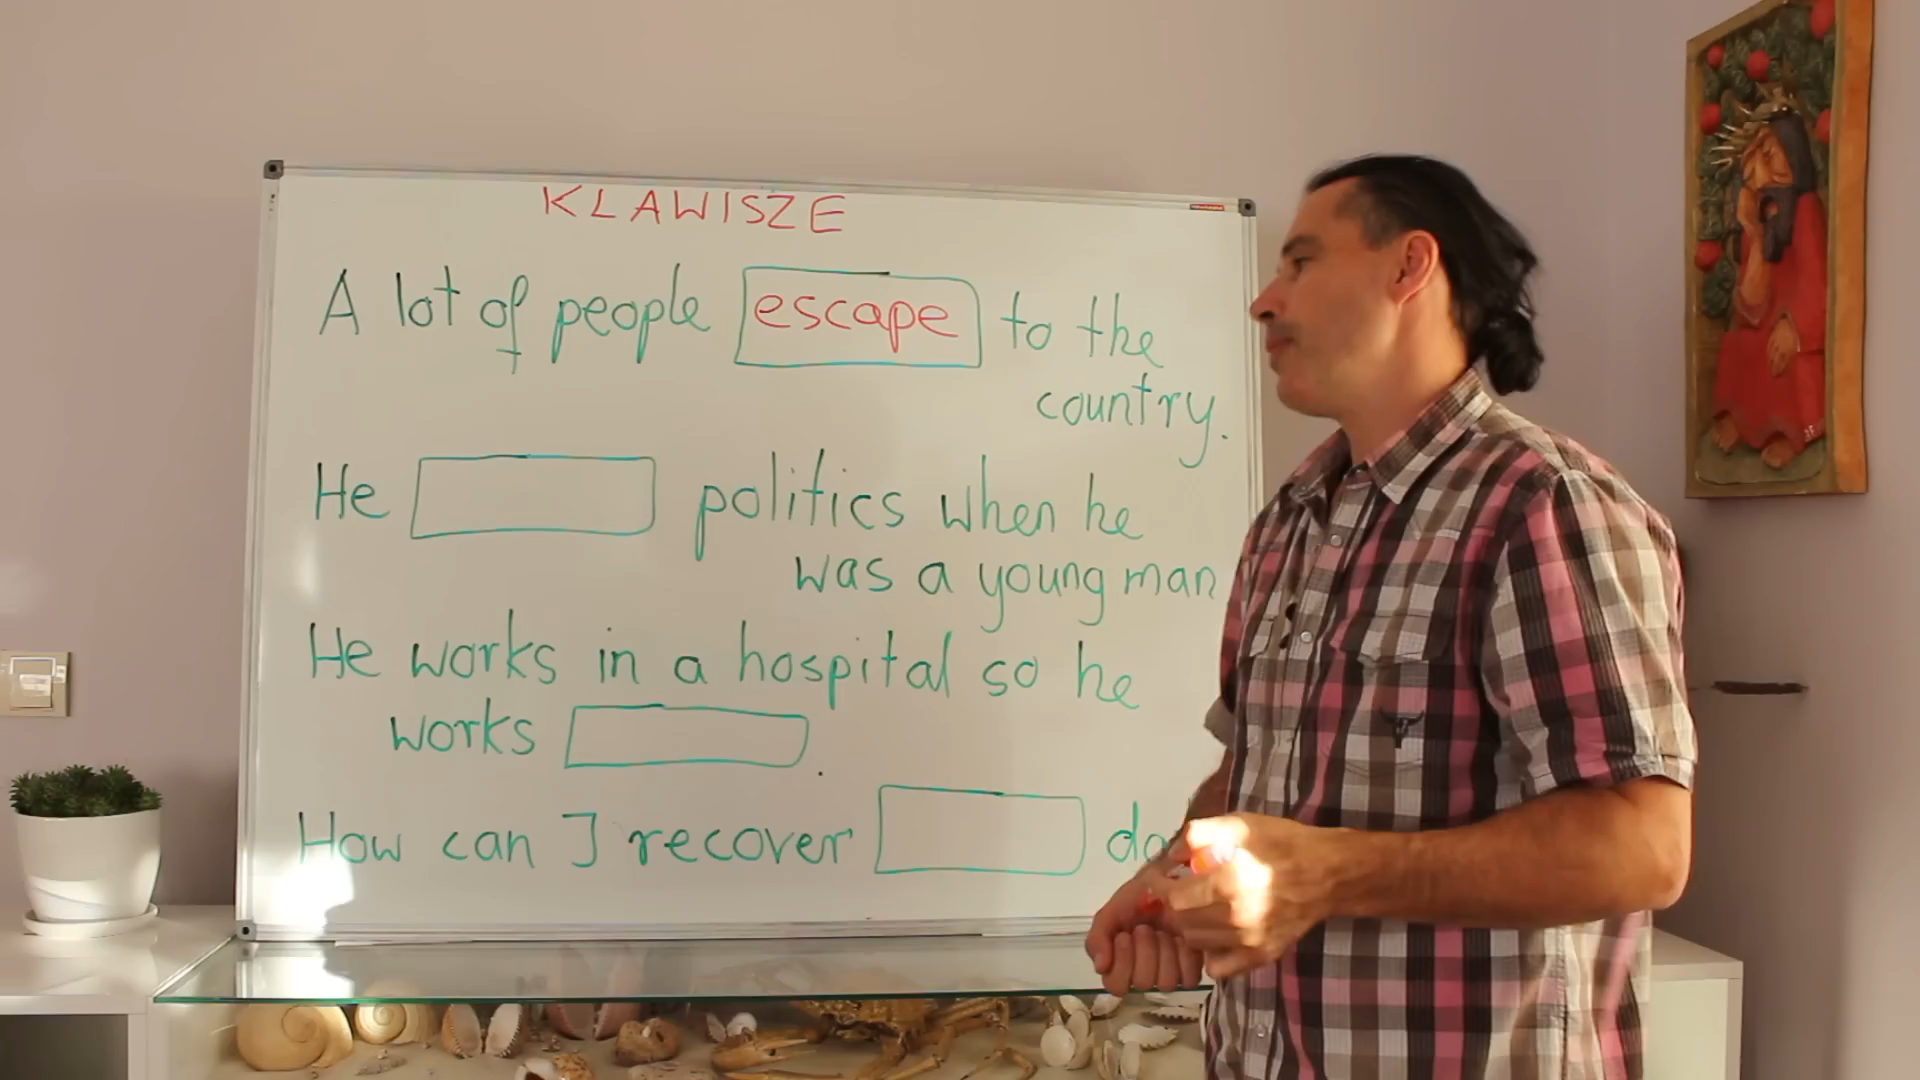 KLAWISZE
A lot of people escape to the
country.
He politics when he
was a young man
He works in a hospital so he
works .
How can I recover